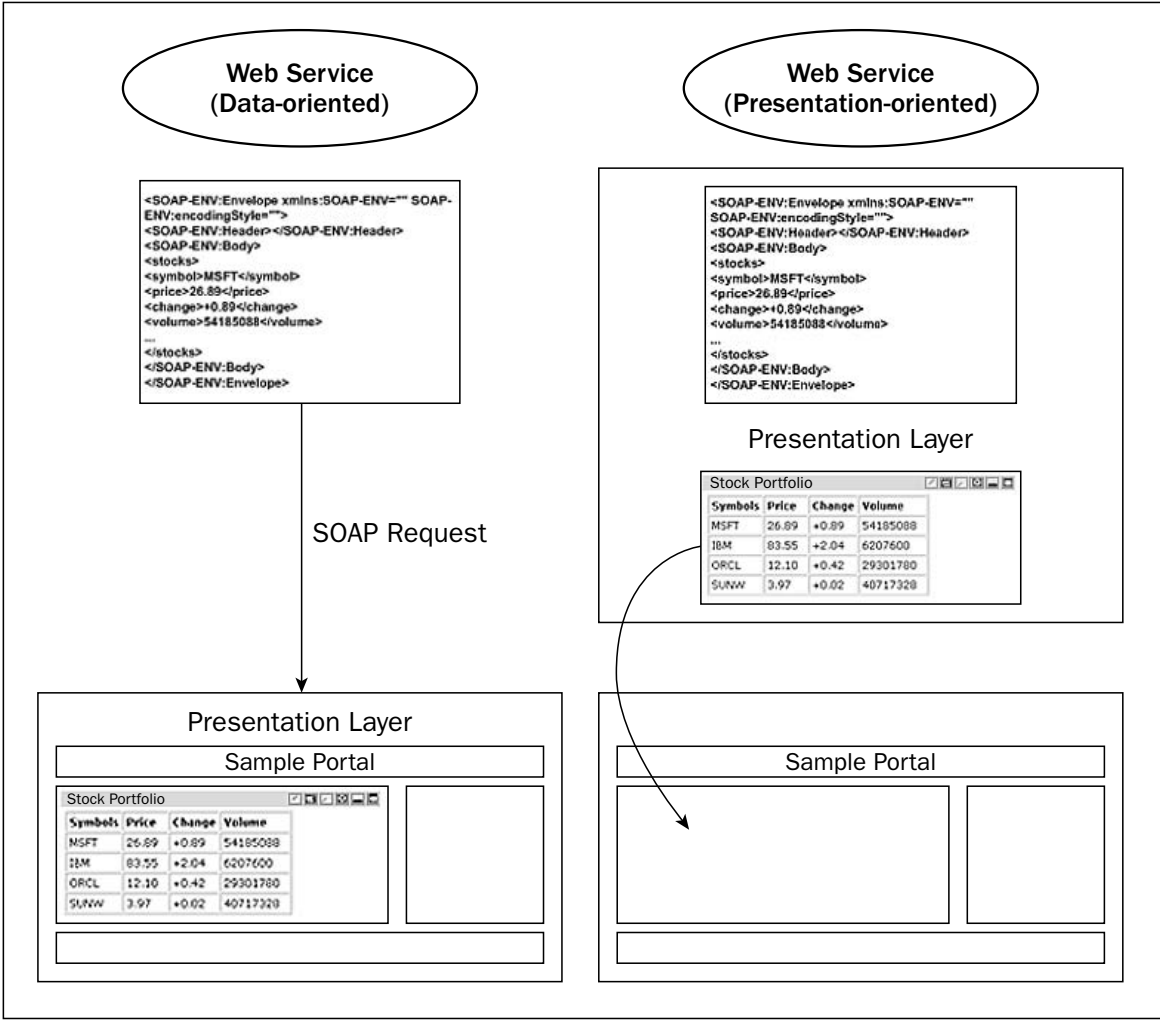 Web Service
(Data-oriented)
<SOAP-ENV:Envelope xmlns:SOAP-ENV="" SOAP-
ENV:encodingStyle="">
<SOAP-ENV:Header></SOAP-ENV:Header>
<SOAP-ENV:Body>
<stocks>
<symbol>MSFT</symbol>
<price>26.89</price>
<change>+0.89</change>
<volume>54185088</volume>
...
</stocks>
</SOAP-ENV:Body>
</SOAP-ENV:Envelope>
SOAP Request
Presentation Layer
Sample Portal
Stock Portfolio
Symbols Price Change Volume
MSFT 26.89 +0.89 54185088
IBM 83.55 +2.04 6207600
ORCL 12.10 +0.42 29301780
SUNW 3.97 +0.02 40717328
Web Service
(Presentation-oriented)
<SOAP-ENV:Envelope xmlns:SOAP-ENV=""
SOAP-ENV:encodingStyle="">
<SOAP-ENV:Header></SOAP-ENV:Header>
<SOAP-ENV:Body>
<stocks>
<symbol>MSFT</symbol>
<price>26.89</price>
<change>+0.89</change>
<volume>54185088</volume>
...
</stocks>
</SOAP-ENV:Body>
</SOAP-ENV:Envelope>
Presentation Layer
Stock Portfolio
Symbols Price Change Volume
MSFT 26.89 +0.89 54185088
IBM 83.55 +2.04 6207600
ORCL 12.10 +0.42 29301780
SUNW 3.97 +0.02 40717328
Sample Portal